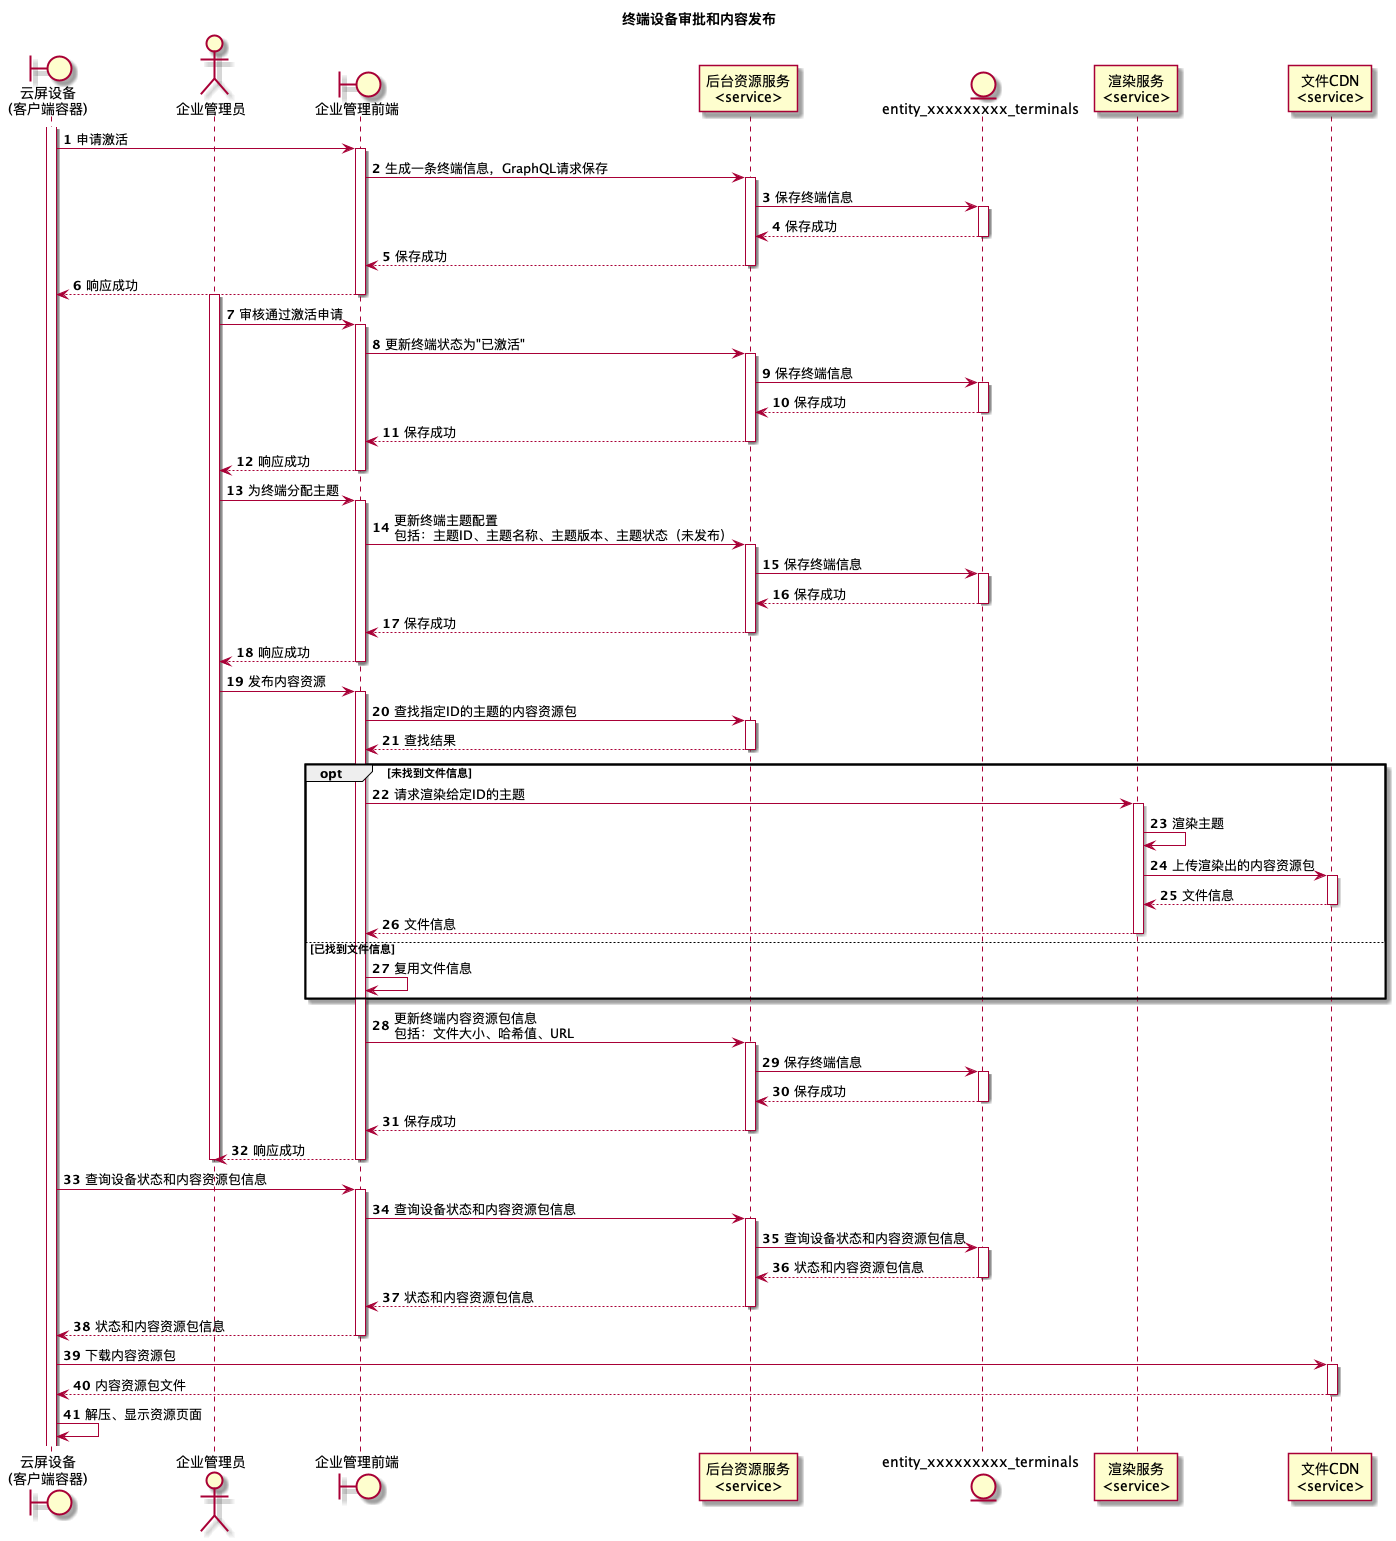 终端设备审批和内容发布
云屏设备
(客户端容器)
企业管理员
企业管理前端
后台资源服务
<service>
entity_xxxxxxxxx_terminals
渲染服务
<service>
文件CDN
<service>
1 申请激活
2 生成一条终端信息，GraphQL请求保存
3 保存终端信息
4 保存成功
5 保存成功
6 响应成功
7 审核通过激活申请
8 更新终端状态为"已激活"
9 保存终端信息
10 保存成功
11 保存成功
12 响应成功
13 为终端分配主题
14 更新终端主题配置
包括：主题ID、主题名称、主题版本、主题状态（未发布）
15 保存终端信息
16 保存成功
17 保存成功
18 响应成功
19 发布内容资源
20 查找指定ID的主题的内容资源包
21 查找结果
opt [未找到文件信息]
22 请求渲染给定ID的主题
23 渲染主题
24 上传渲染出的内容资源包
25 文件信息
26 文件信息
[已找到文件信息]
27 复用文件信息
28 更新终端内容资源包信息
包括：文件大小、哈希值、URL
29 保存终端信息
30 保存成功
31 保存成功
32 响应成功
33 查询设备状态和内容资源包信息
34 查询设备状态和内容资源包信息
35 查询设备状态和内容资源包信息
36 状态和内容资源包信息
37 状态和内容资源包信息
38 状态和内容资源包信息
39 下载内容资源包
40 内容资源包文件
41 解压、显示资源页面
云屏设备
(客户端容器)
企业管理员
企业管理前端
后台资源服务
<service>
entity_xxxxxxxxx_terminals
渲染服务
<service>
文件CDN
<service>